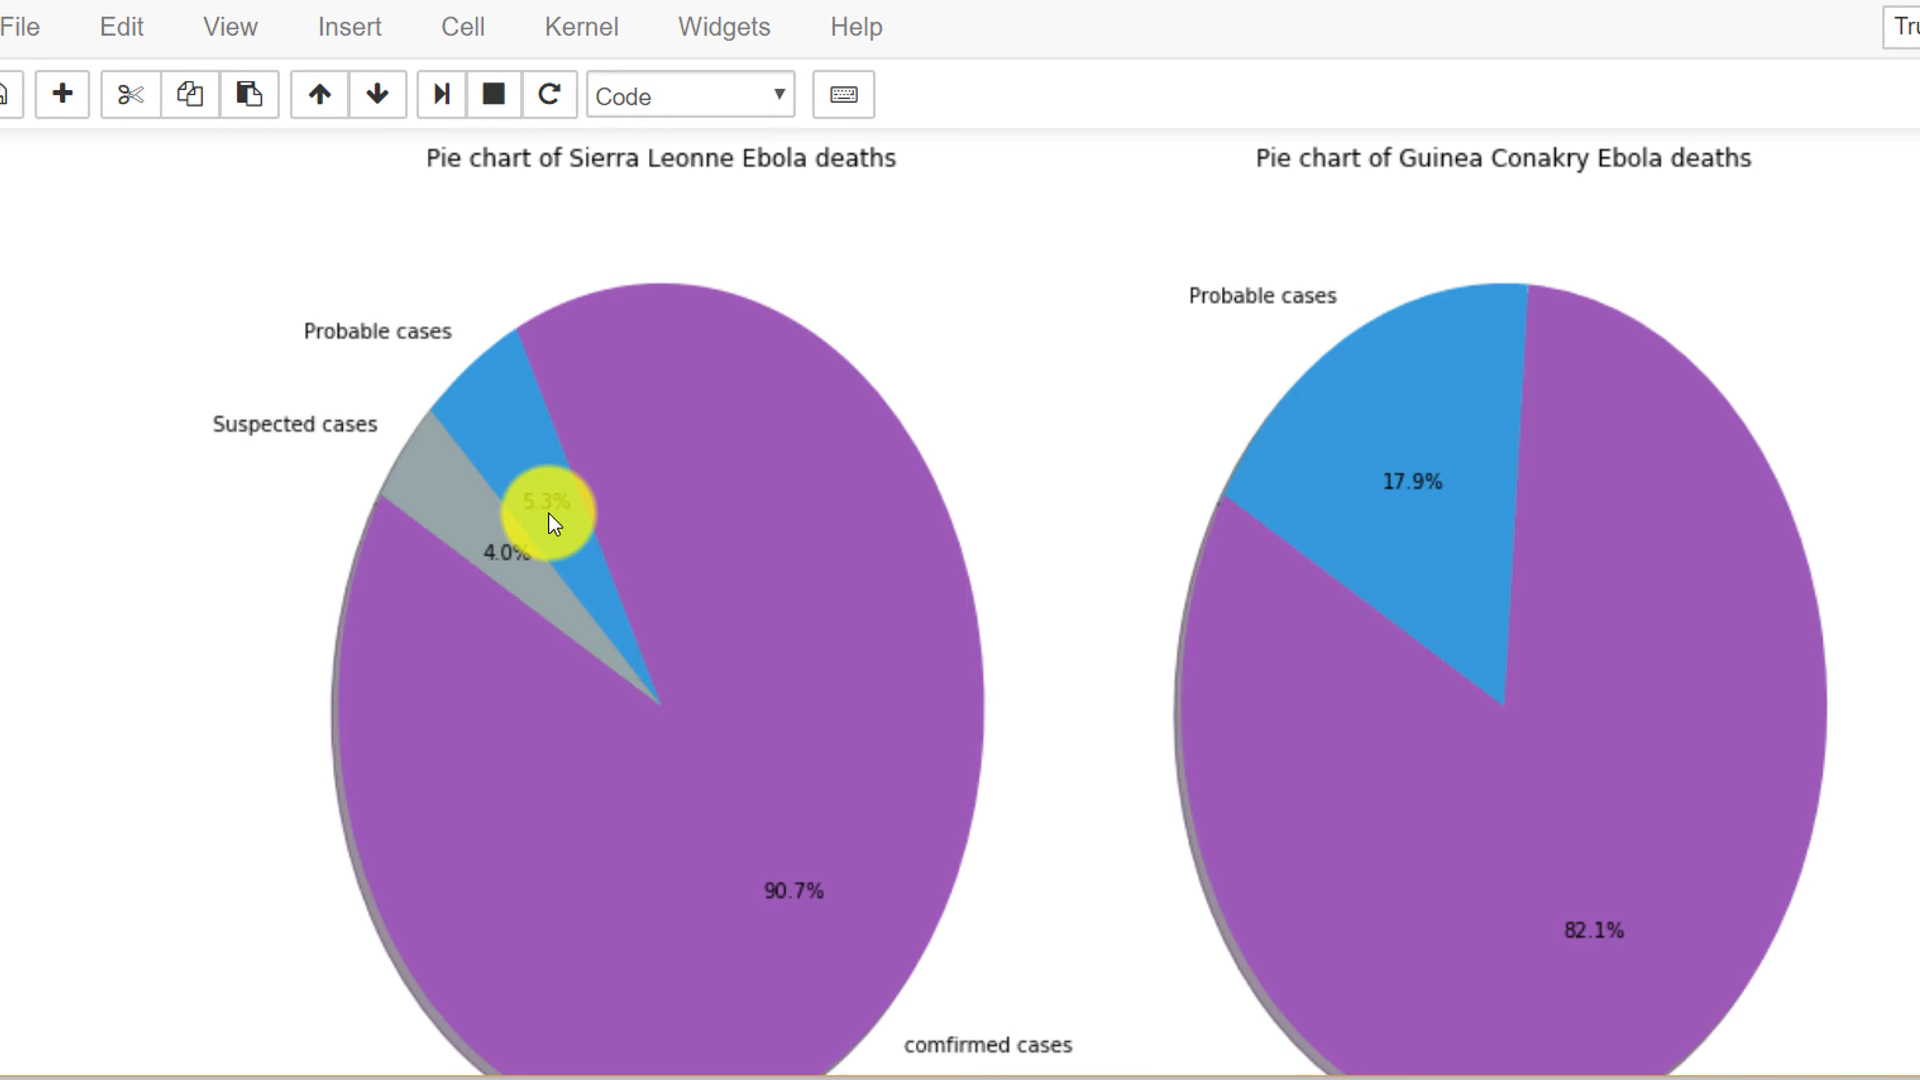 File Edit View Insert Cell Kernel Widgets Help
Code
Pie chart of Sierra Leonne Ebola deaths
Pie chart of Guinea Conakry Ebola deaths
Probable cases
Suspected cases
5.3%
4.0%
90.7%
comfirmed cases
Probable cases
17.9%
82.1%